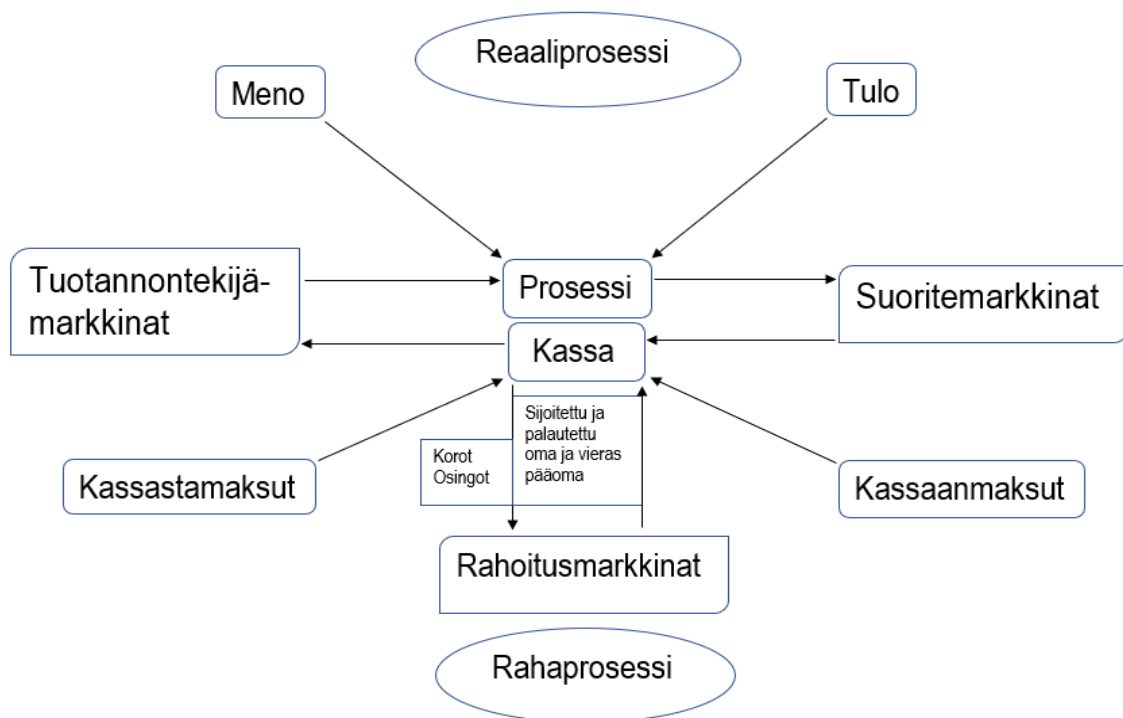 Reaaliprosessi
Meno
Tulo
Tuotannontekijä-
markkinat
Prosessi
Suoritemarkkinat
Kassa
Sijoitettu ja
palautettu
oma ja vieras
pääoma
Korot
Osingot
Kassastamaksut
Kassaanmaksut
Rahoitusmarkkinat
Rahaprosessi